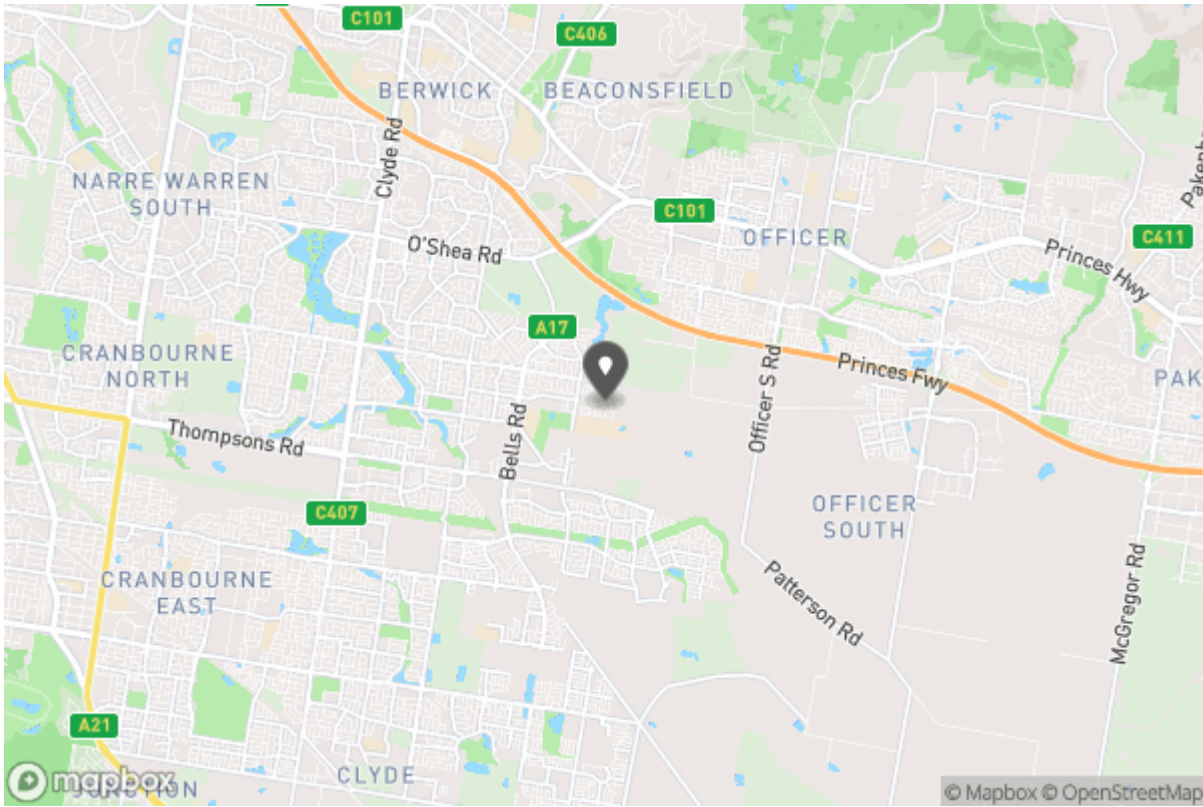 C101
C406
BERWICK
BEACONSFIELD
Clyde Rd
NARRE WARREN
SOUTH
C101
O'Shea Rd
OFFICER
C411
Princes Hwy
A17
CRANBOURNE
NORTH
Officer S Rd
Princes Fwy
PAK
Thompsons Rd
Bells Rd
C407
OFFICER
SOUTH
CRANBOURNE
EAST
Patterson Rd
McGregor Rd
A21
CLYDE
mapbox
© Mapbox © OpenStreetMap